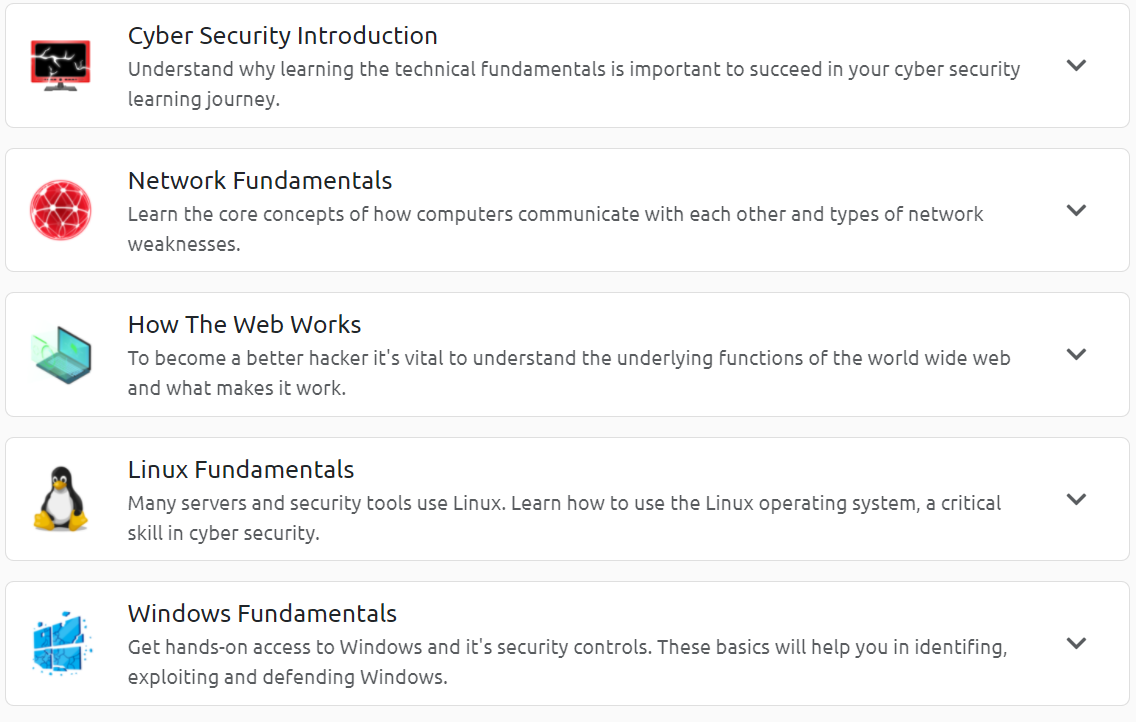 Cyber Security Introduction
Understand why learning the technical fundamentals is important to succeed in your cyber security
learning journey.
Network Fundamentals
Learn the core concepts of how computers communicate with each other and types of network
weaknesses.
How The Web Works
To become a better hacker it's vital to understand the underlying functions of the world wide web
and what makes it work.
Linux Fundamentals
Many servers and security tools use Linux. Learn how to use the Linux operating system, a critical
skill in cyber security.
Windows Fundamentals
Get hands-on access to Windows and it's security controls. These basics will help you in identifing,
exploiting and defending Windows.